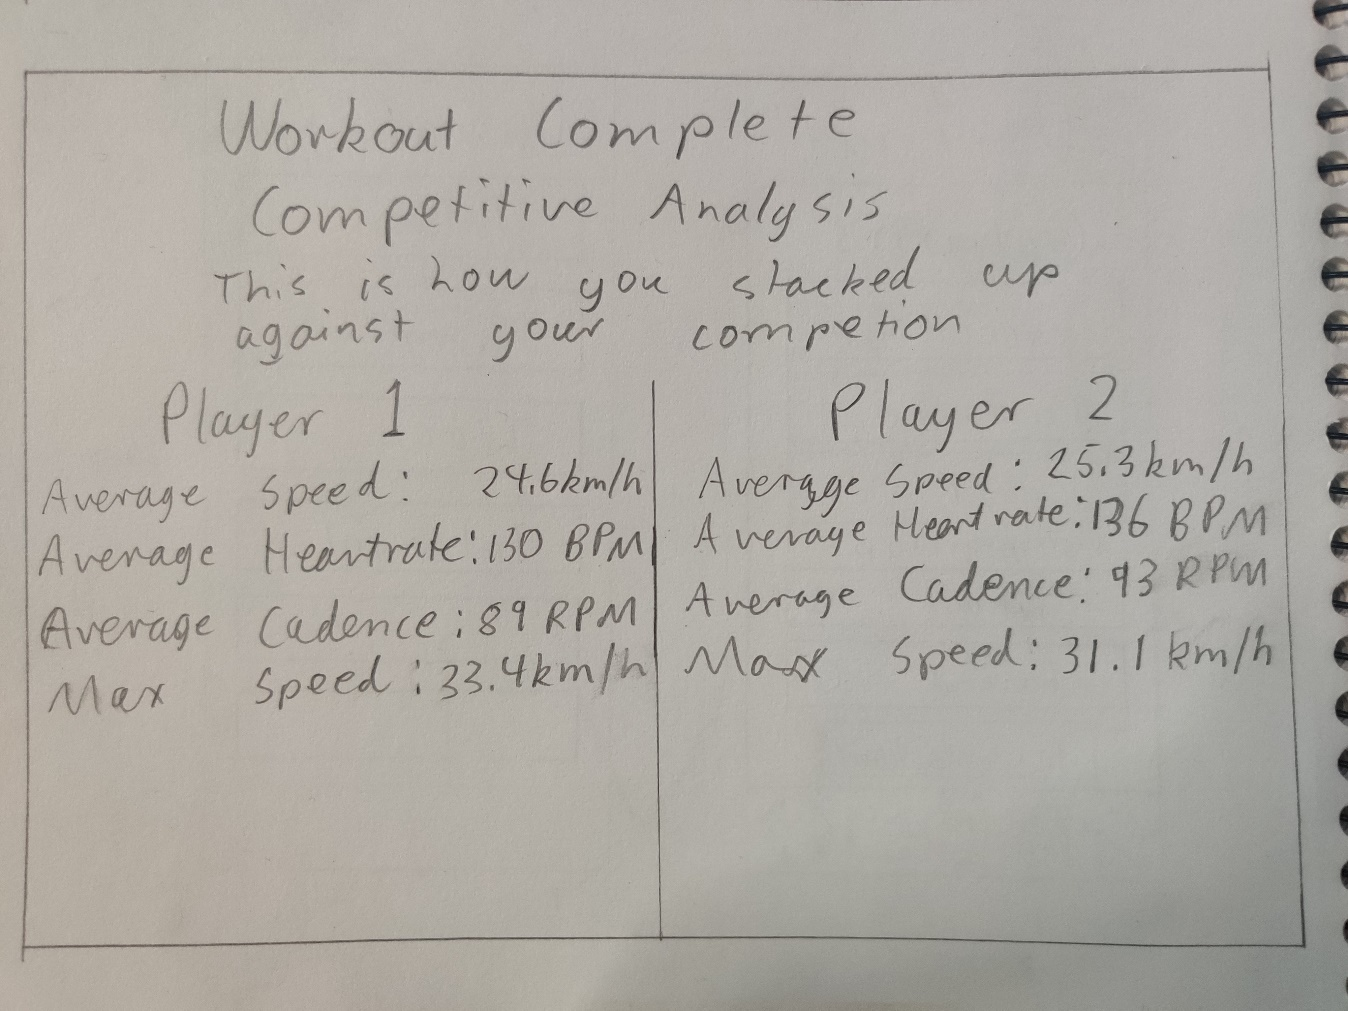 Workout Complete
Competitive Analysis
This is how you stacked up
against your competion
Player 1
Average Speed: 24.6km/h
Average Heartrate: 130 BPM
Average Cadence: 89 RPM
Max Speed: 33.4km/h
Player 2
Average Speed: 25.3km/h
Average Heartrate: 136 BPM
Average Cadence: 93 RPM
Max Speed: 31.1 km/h